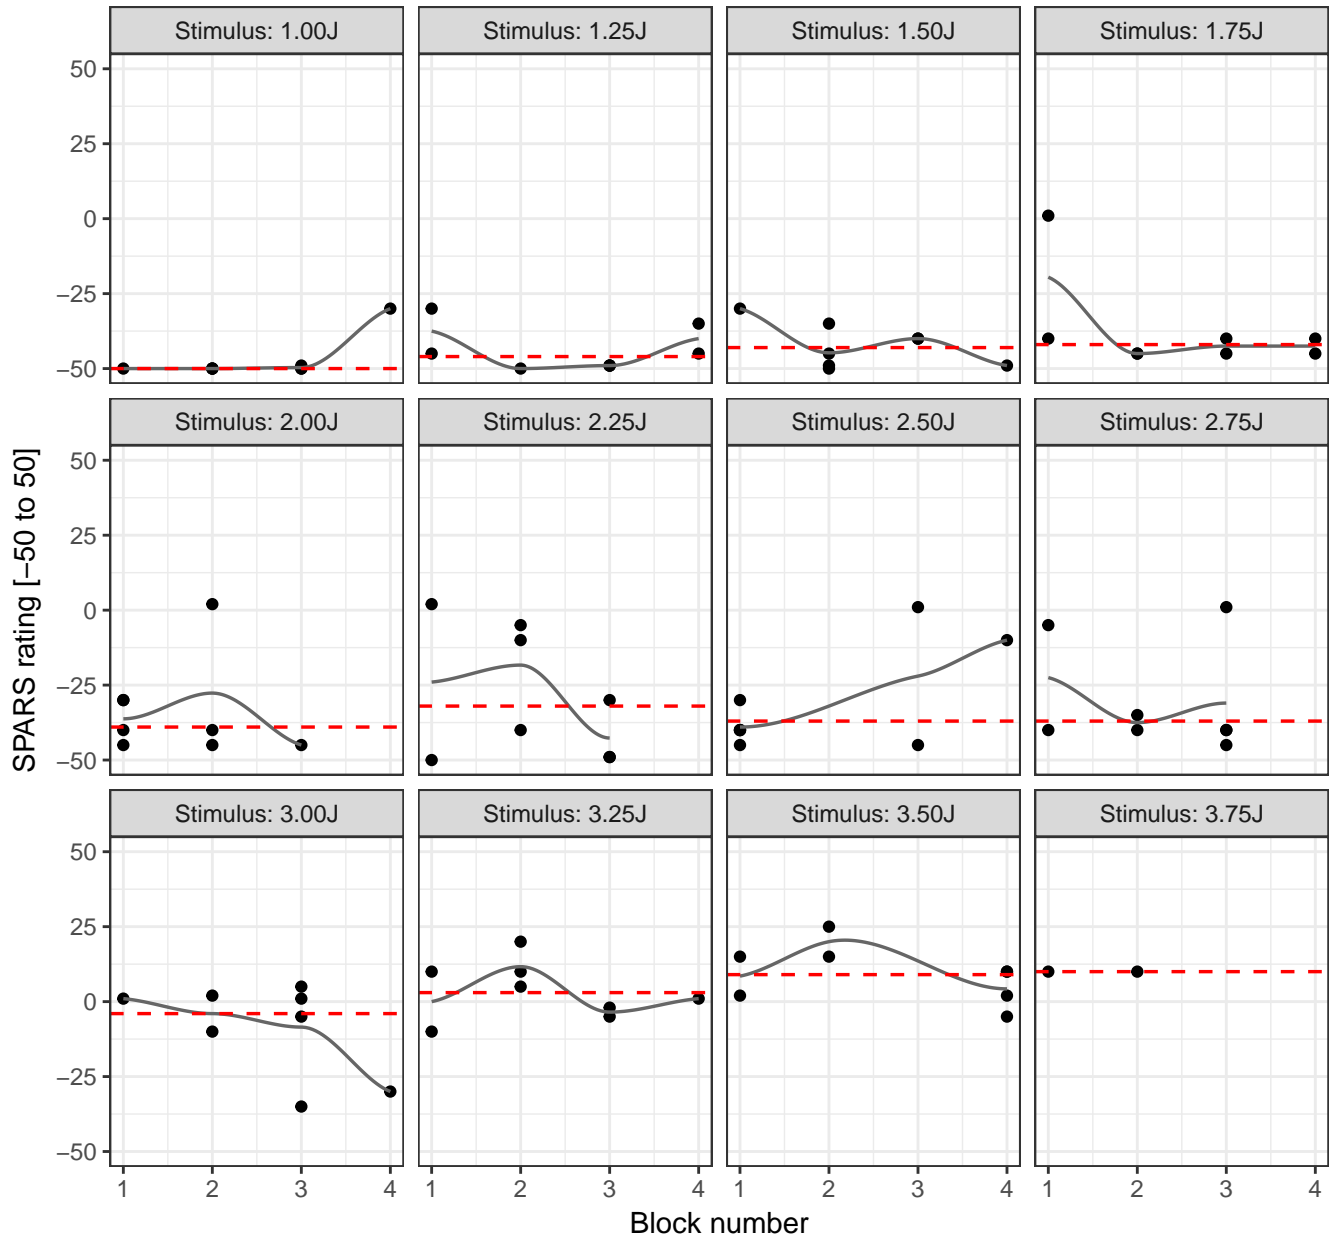 Stimulus: 1.00J
Stimulus: 1.25J
Stimulus: 1.50J
Stimulus: 1.75J
50
25
0
−25
−50
Stimulus: 2.00J
Stimulus: 2.25J
Stimulus: 2.50J
Stimulus: 2.75J
50
25
0
−25
−50
Stimulus: 3.00J
Stimulus: 3.25J
Stimulus: 3.50J
Stimulus: 3.75J
50
25
0
−25
−50
1 2 3 4
1 2 3 4
1 2 3 4
1 2 3 4
Block number
SPARS rating [−50 to 50]